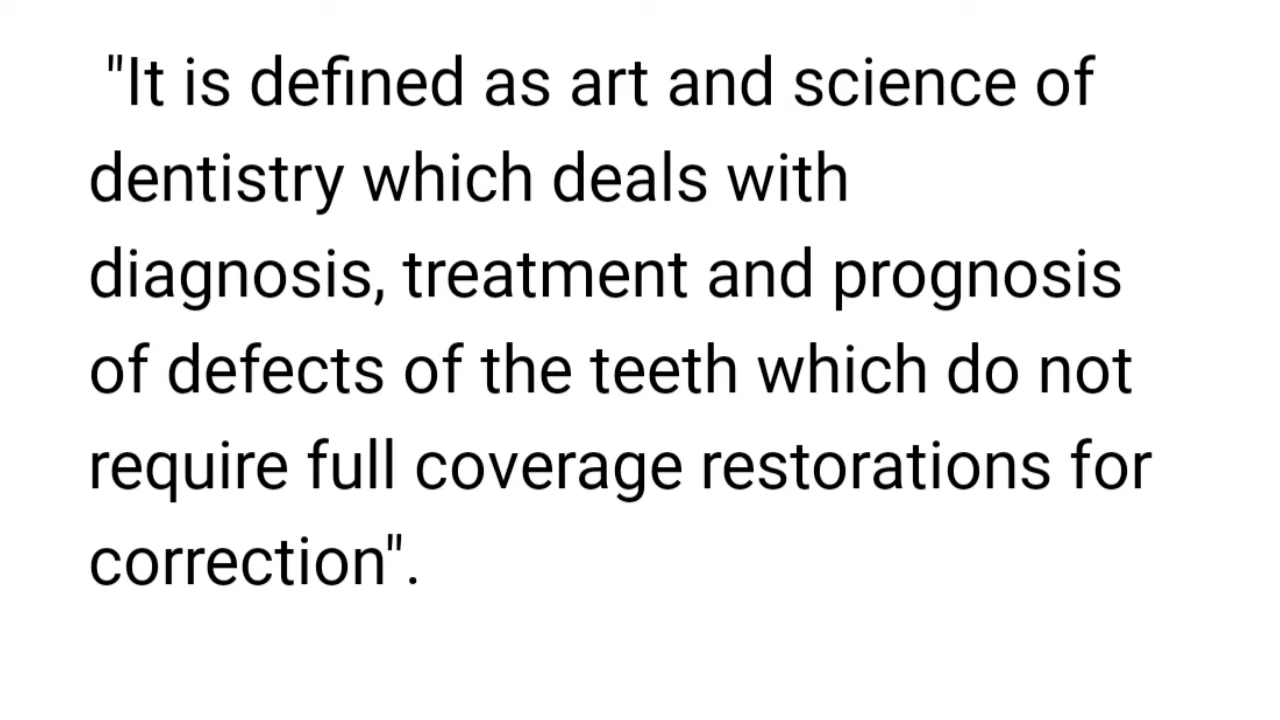 "It is defined as art and science of
dentistry which deals with
diagnosis, treatment and prognosis
of defects of the teeth which do not
require full coverage restorations for
correction".